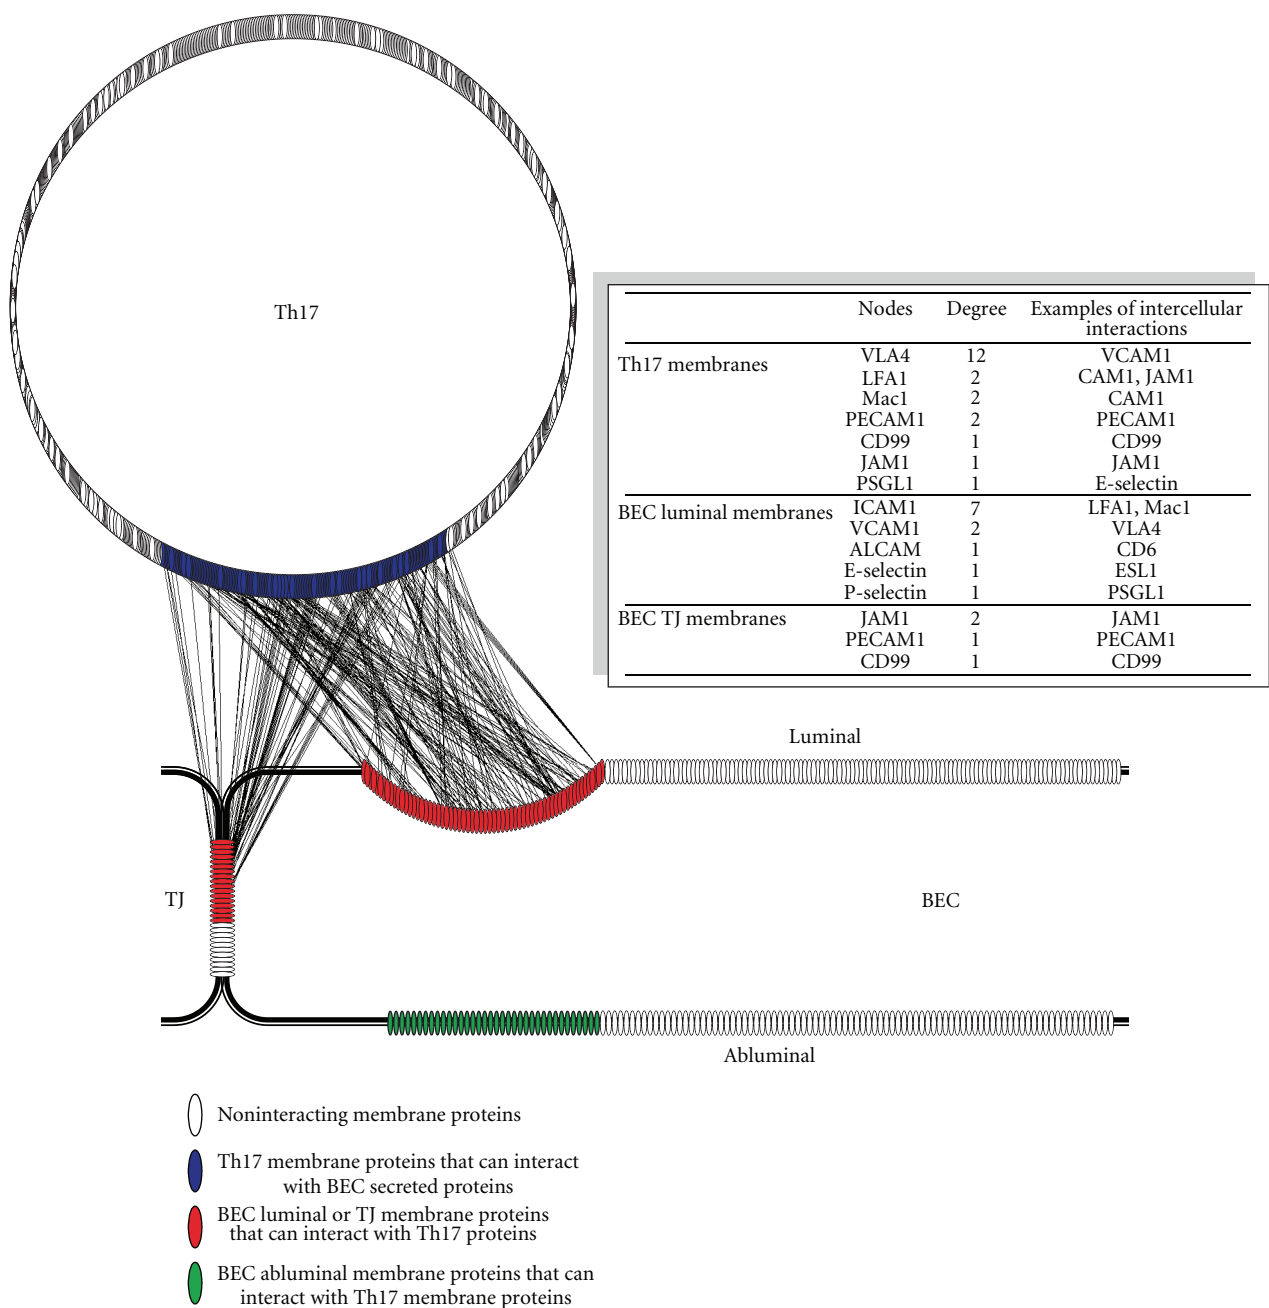 Th17
Nodes Degree Examples of intercellular
interactions
Th17 membranes VLA4 12 VCAM1
LFA1 2 CAM1, JAM1
Mac1 2 CAM1
PECAM1 2 PECAM1
CD99 1 CD99
JAM1 1 JAM1
PSGL1 1 E-selectin
BEC luminal membranes ICAM1 7 LFA1, Mac1
VCAM1 2 VLA4
ALCAM 1 CD6
E-selectin 1 ESL1
P-selectin 1 PSGL1
BEC TJ membranes JAM1 2 JAM1
PECAM1 1 PECAM1
CD99 1 CD99
Luminal
TJ
BEC
Abluminal
Noninteracting membrane proteins
Th17 membrane proteins that can interact
with BEC secreted proteins
BEC luminal or TJ membrane proteins
that can interact with Th17 proteins
BEC abluminal membrane proteins that can
interact with Th17 membrane proteins